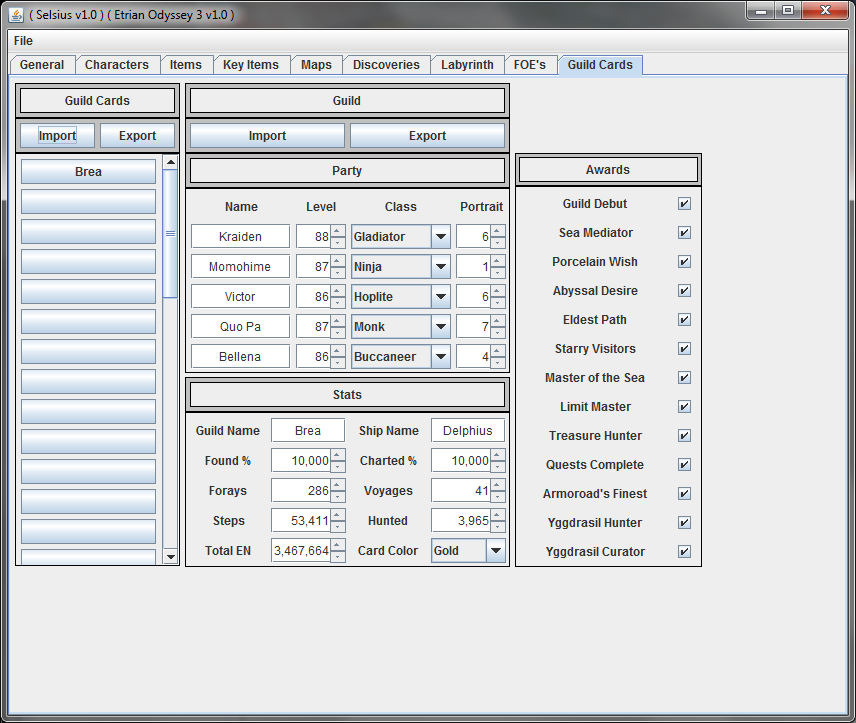 ( Selsius v1.0 ) ( Etrian Odyssey 3 v1.0 )
File
General Characters Items Key Items Maps Discoveries Labyrinth FOE's Guild Cards
Guild Cards
Import Export
Brea
Guild
Import Export
Party
Name Level Class Portrait
Kraiden 88 Gladiator 6
Momohime 87 Ninja 1
Victor 86 Hoplite 6
Quo Pa 87 Monk 7
Bellena 86 Buccaneer 4
Stats
Guild Name Brea Ship Name Delphius
Found % 10,000 Charted % 10,000
Forays 286 Voyages 41
Steps 53,411 Hunted 3,965
Total EN 3,467,664 Card Color Gold
Awards
Guild Debut
Sea Mediator
Porcelain Wish
Abyssal Desire
Eldest Path
Starry Visitors
Master of the Sea
Limit Master
Treasure Hunter
Quests Complete
Armoroad's Finest
Yggdrasil Hunter
Yggdrasil Curator